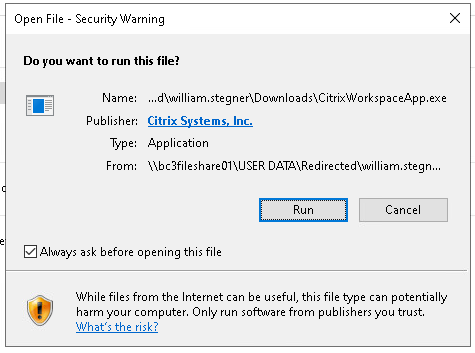 Open File - Security Warning
Do you want to run this file?
Name: ...d\william.stegner\Downloads\CitrixWorkspaceApp.exe
Publisher: Citrix Systems, Inc.
Type: Application
From: \\bc3fileshare01\USER DATA\Redirected\william.stegn...
Run Cancel
Always ask before opening this file
While files from the Internet can be useful, this file type can potentially
harm your computer. Only run software from publishers you trust.
What's the risk?